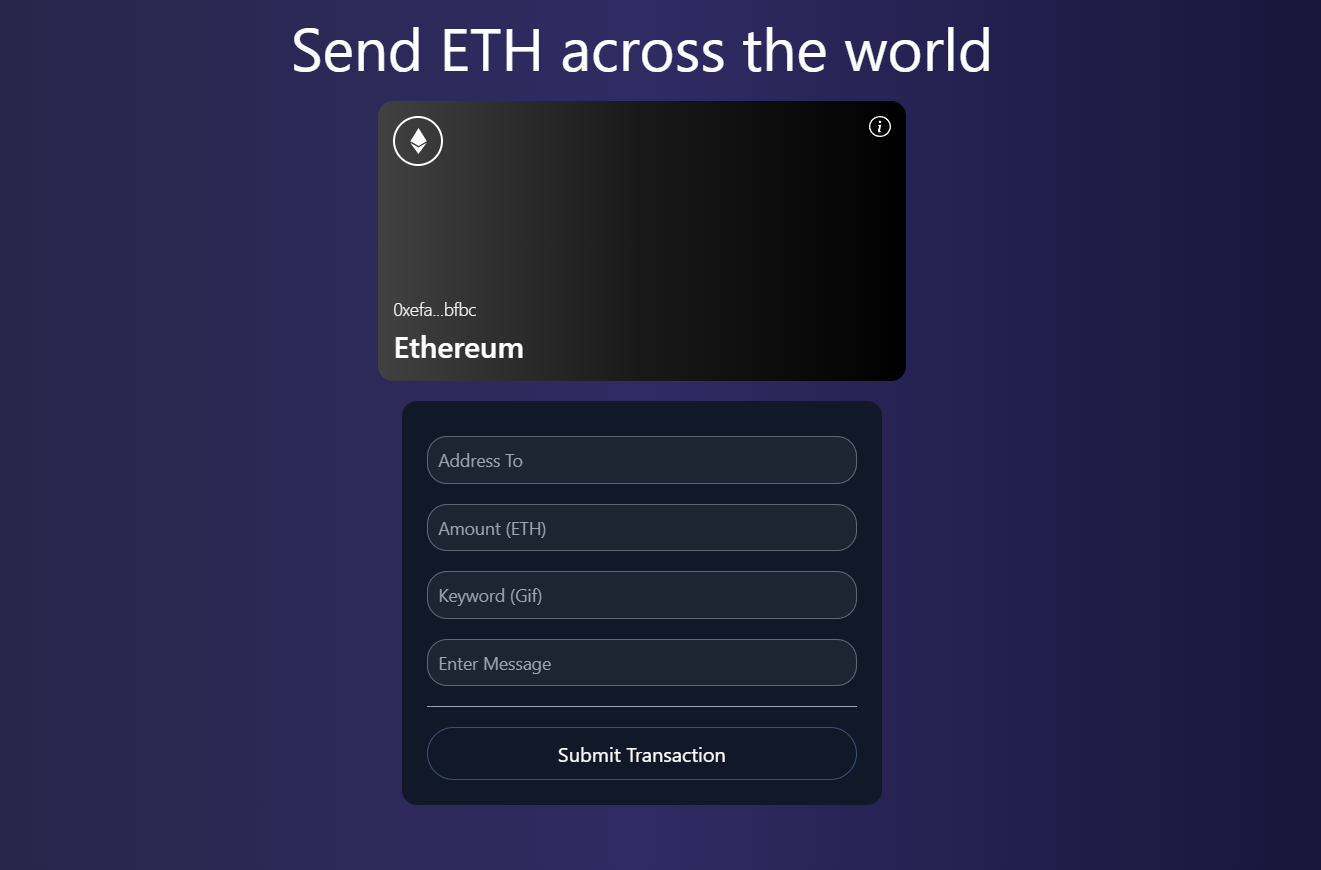 Send ETH across the world
i
0xefa...bfbc
Ethereum
Address To
Amount (ETH)
Keyword (Gif)
Enter Message
Submit Transaction